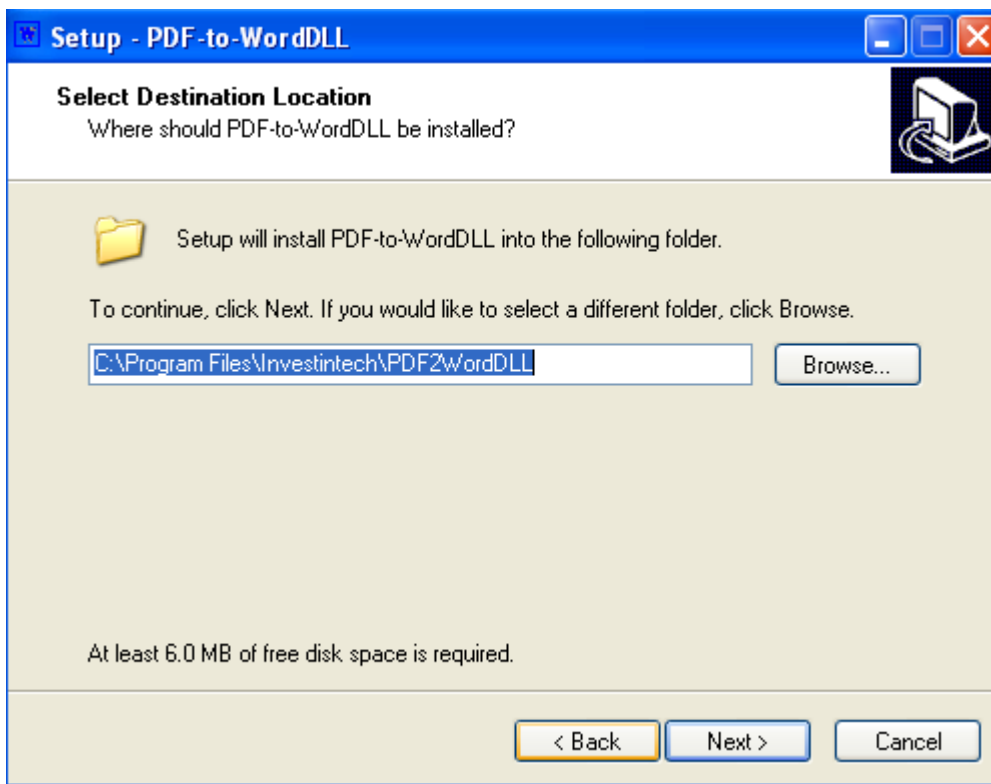 Setup - PDF-to-WordDLL
Select Destination Location
Where should PDF-to-WordDLL be installed?
Setup will install PDF-to-WordDLL into the following folder.
To continue, click Next. If you would like to select a different folder, click Browse.
C:\Program Files\Investintech\PDF2WordDLL
Browse...
At least 6.0 MB of free disk space is required.
< Back
Next >
Cancel